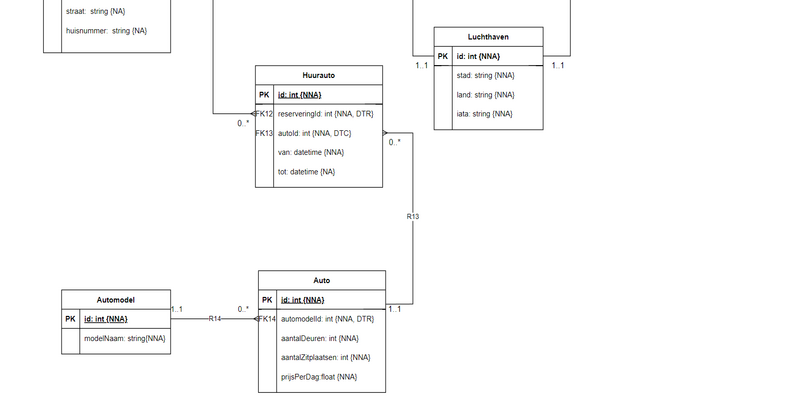 straat: string {NA}
huisnummer: string {NA}
Luchthaven
PK id: int {NNA}
1..1
1..1
stad: string {NNA}
land: string {NNA}
iata: string {NNA}
Huurauto
PK id: int {NNA}
FK12 reserveringId: int {NNA, DTR}
0..*
FK13 autoId: int {NNA, DTC}
0..*
van: datetime {NNA}
tot: datetime {NA}
R13
Auto
PK id: int {NNA}
1..1
FK14 automodelId: int {NNA, DTR}
aantalDeuren: int {NNA}
aantalZitplaatsen: int {NNA}
prijsPerDag:float {NNA}
Automodel
1..1
0..*
PK id: int {NNA}
R14
modelNaam: string{NNA}